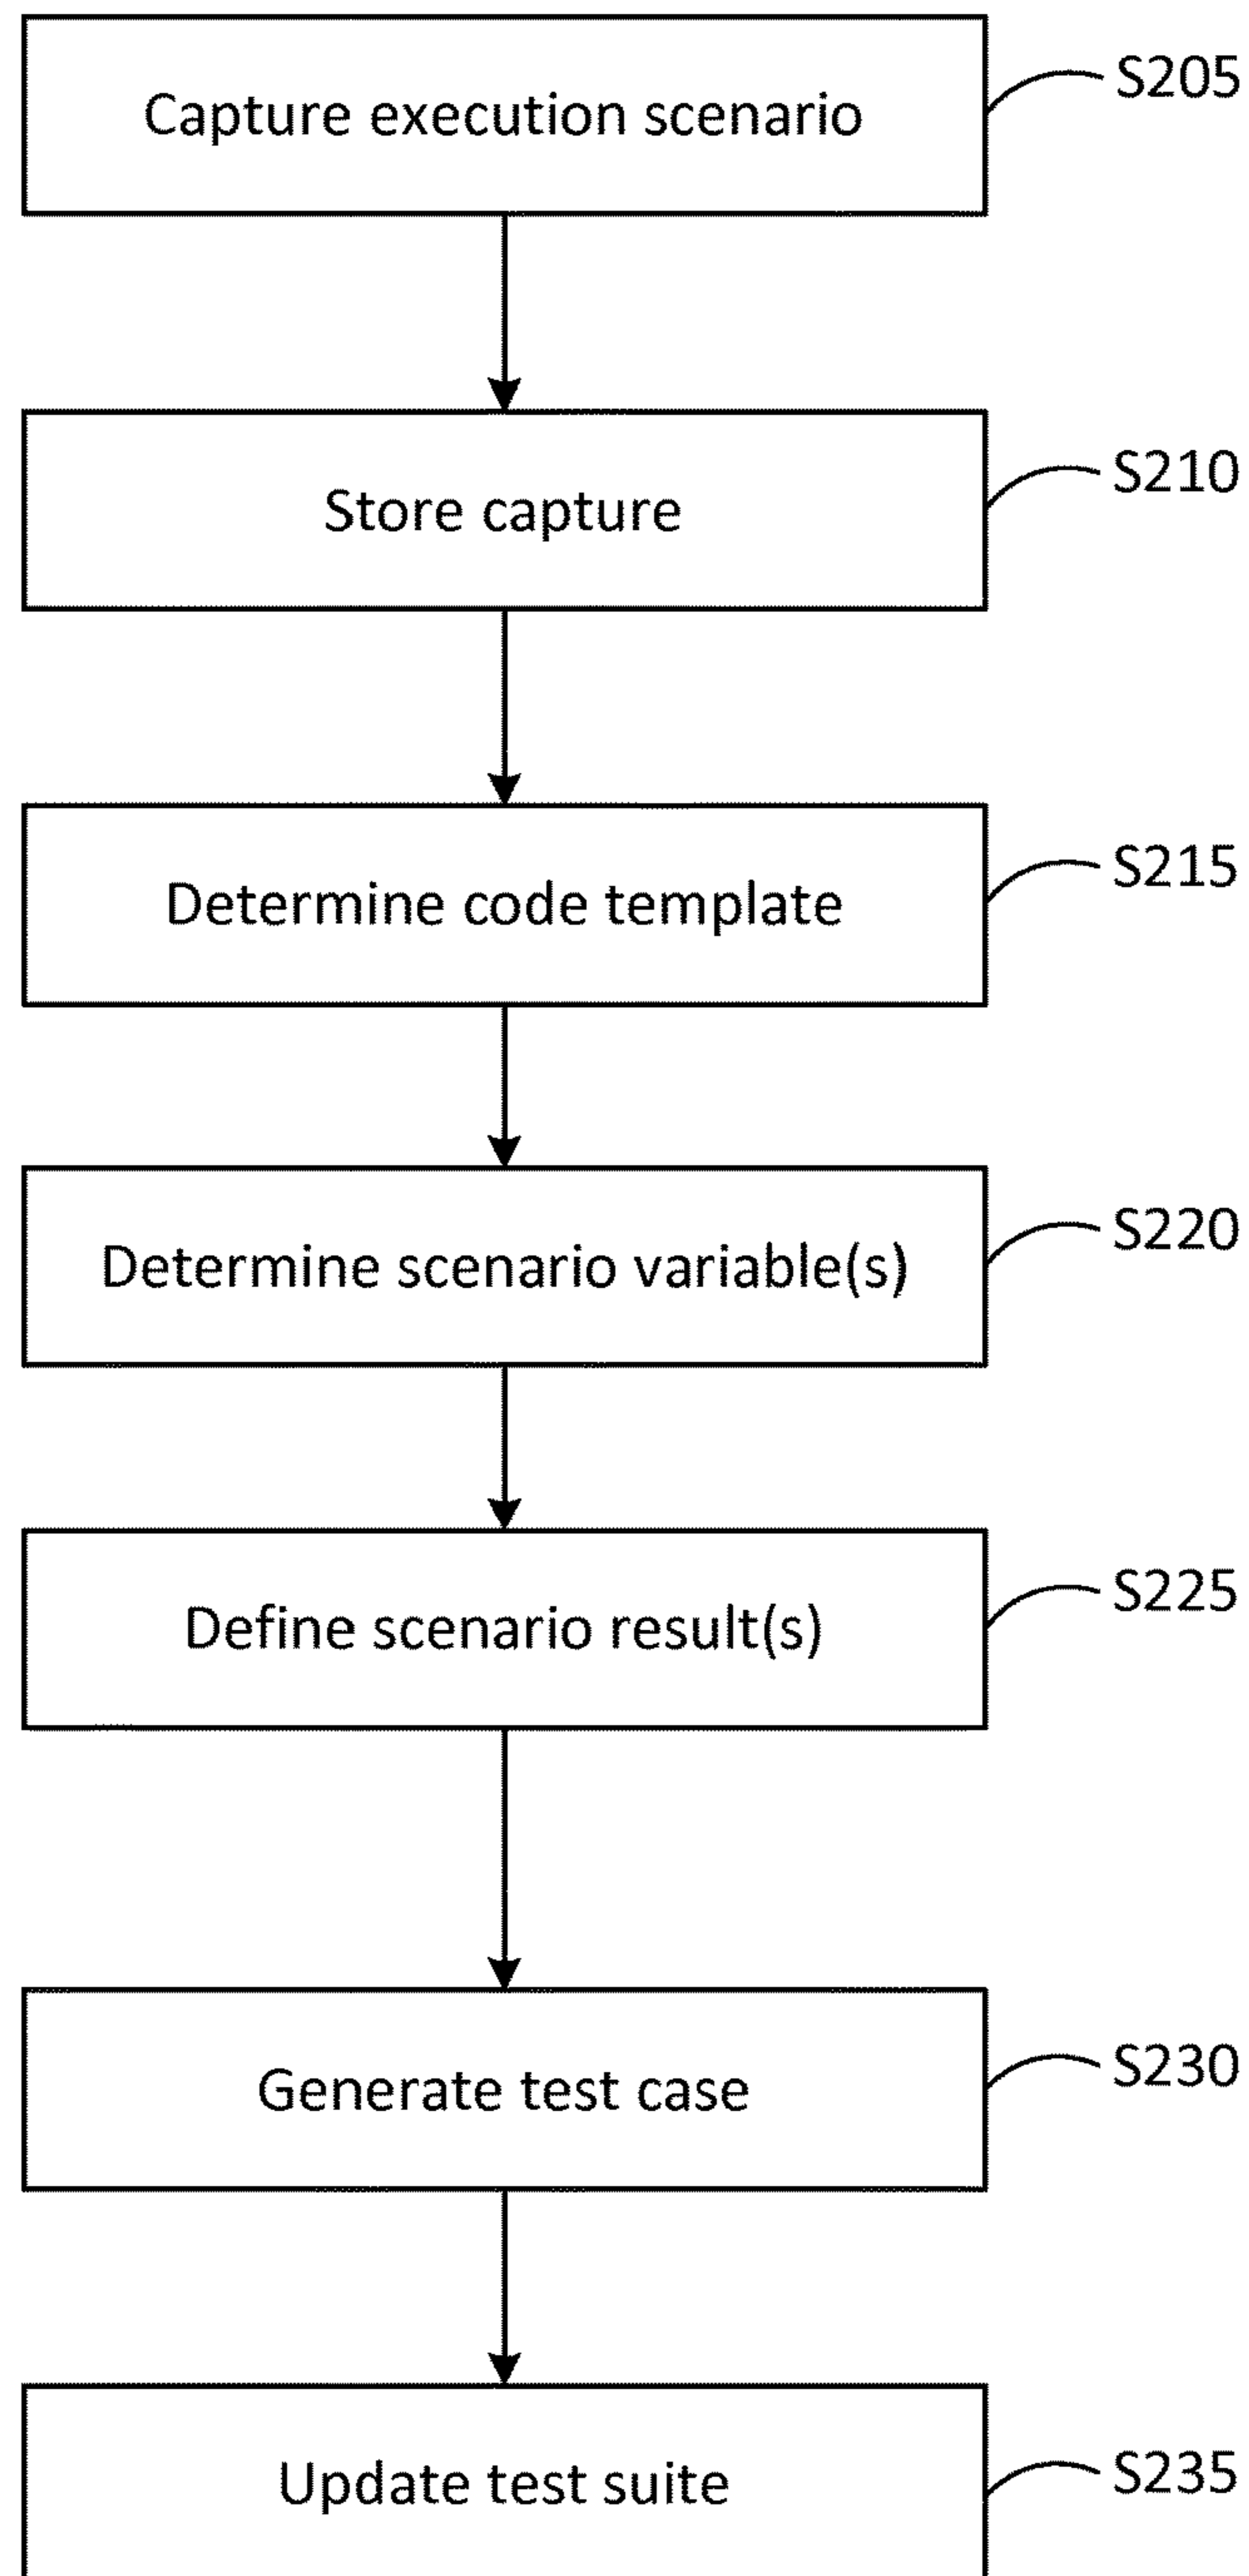 Capture execution scenario
S205
Store capture
S210
Determine code template
S215
Determine scenario variable(s)
S220
Define scenario result(s)
S225
Generate test case
S230
Update test suite
S235